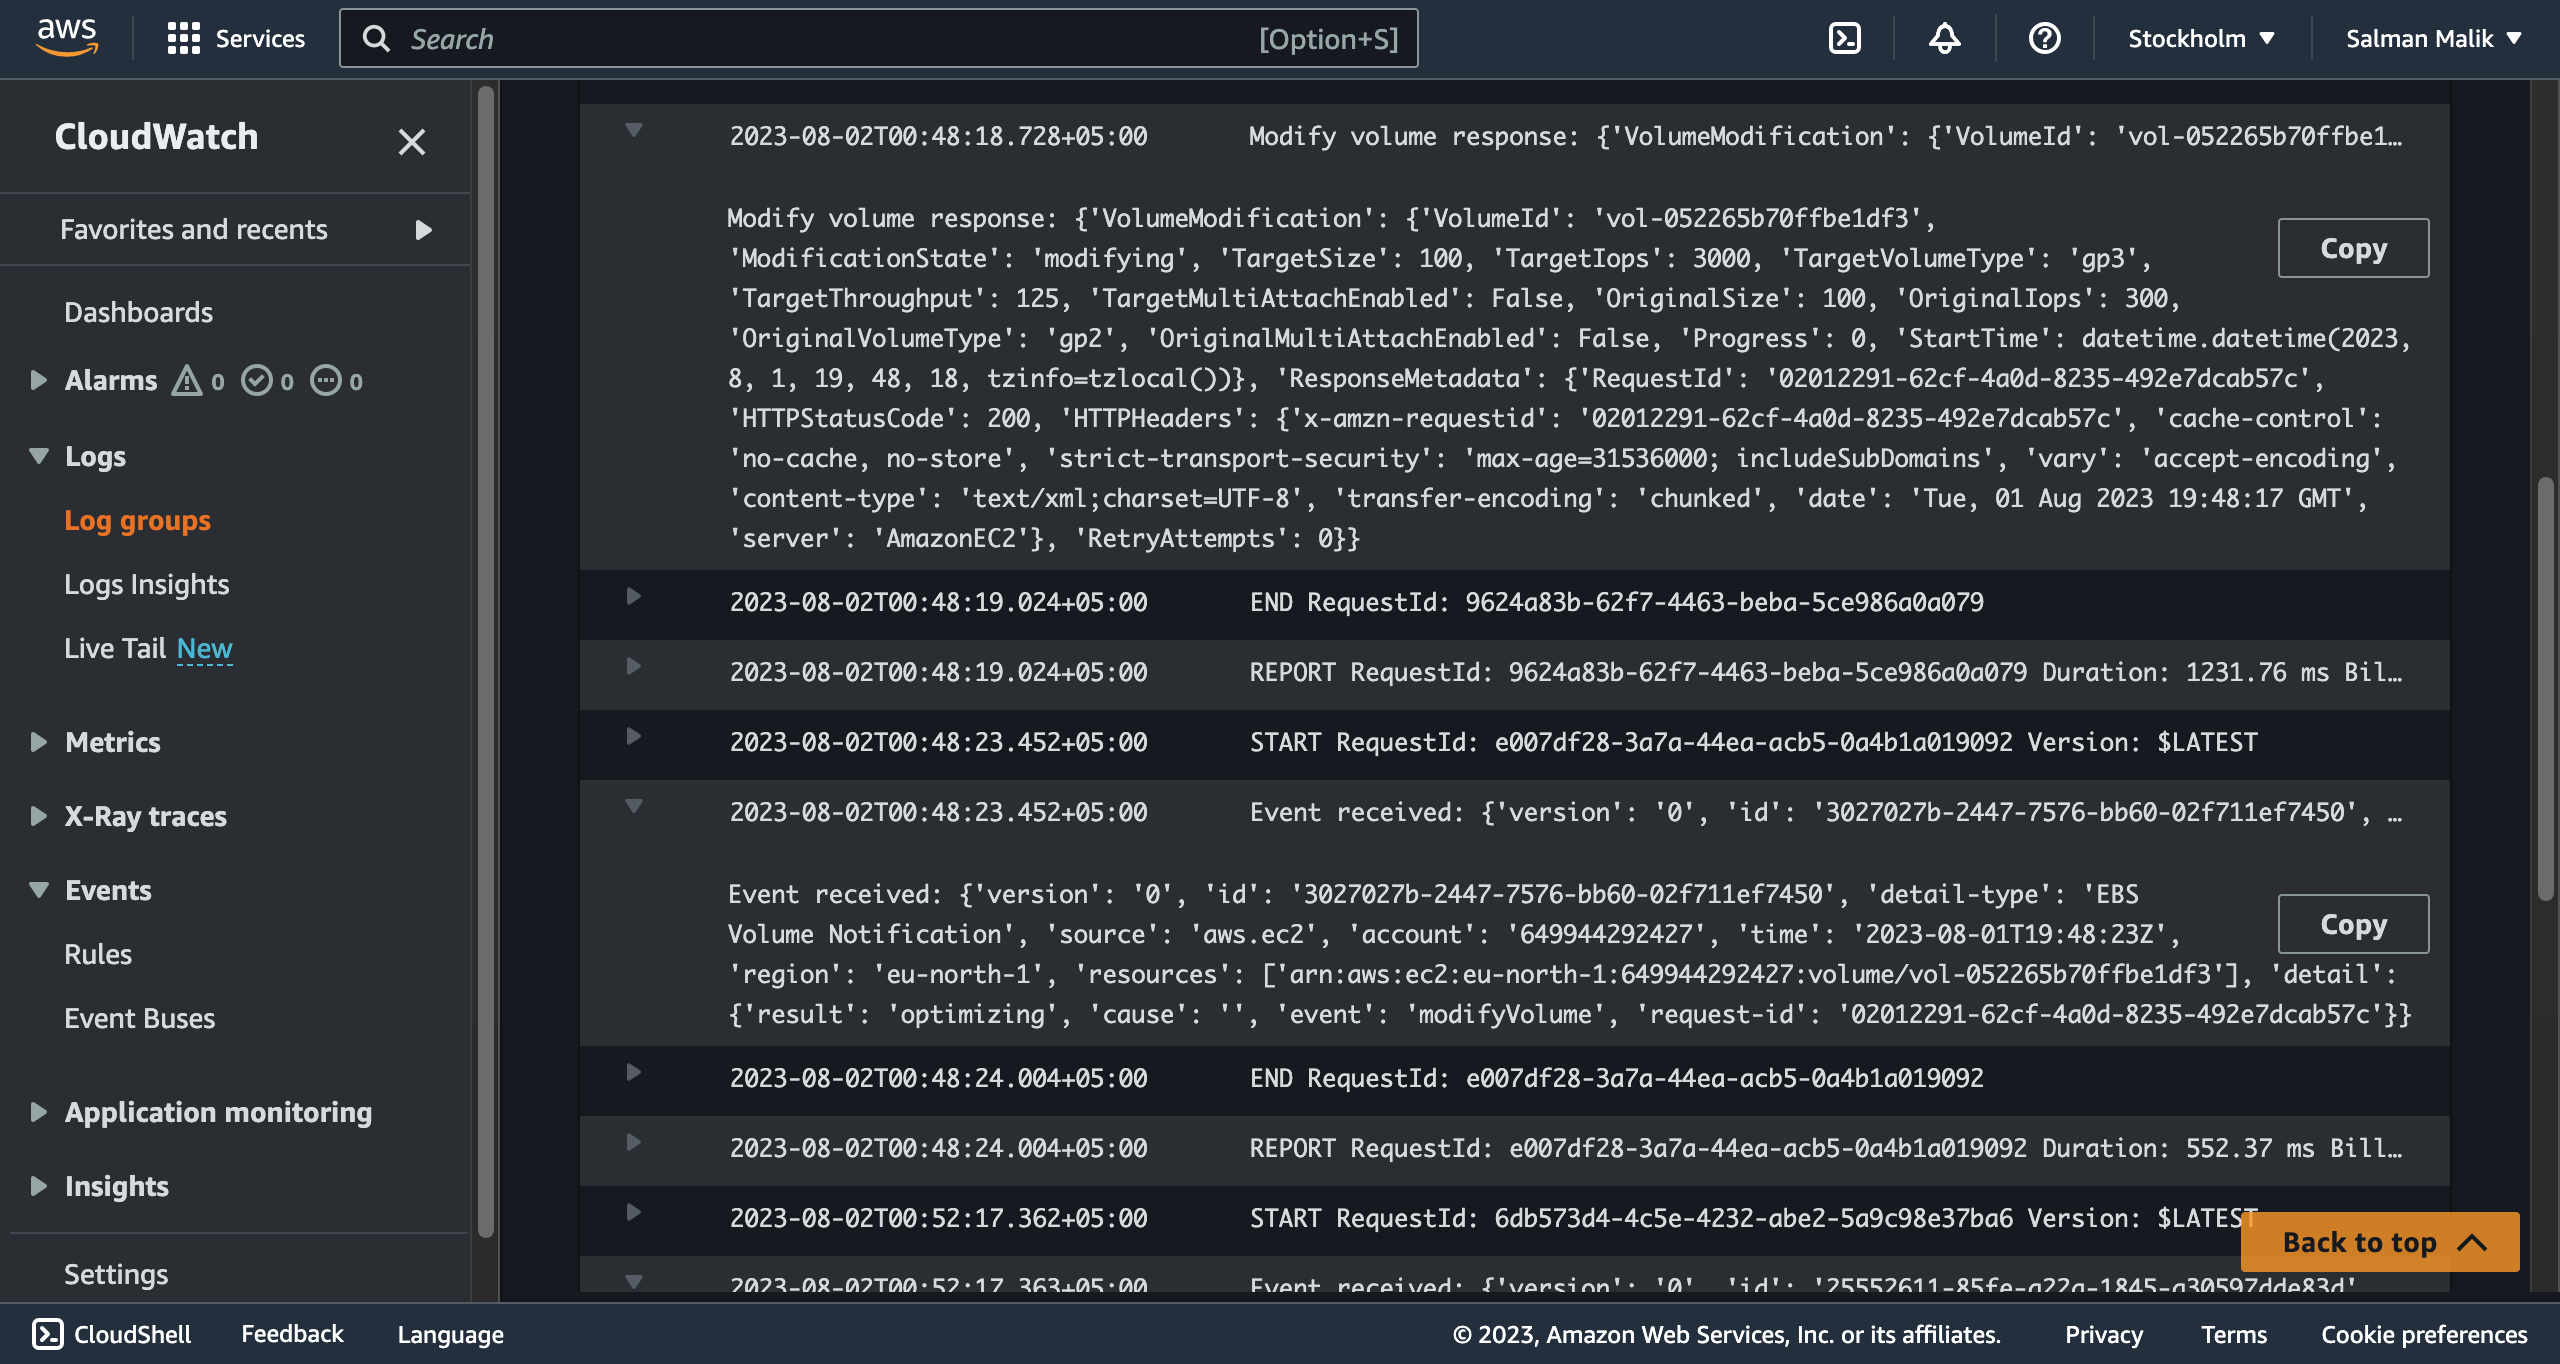 aws
Services
Search
[Option+S]
Stockholm
Salman Malik
CloudWatch
Favorites and recents
Dashboards
Alarms 0 0 0
Logs
Log groups
Logs Insights
Live Tail New
Metrics
X-Ray traces
Events
Rules
Event Buses
Application monitoring
Insights
Settings
2023-08-02T00:48:18.728+05:00 Modify volume response: {'VolumeModification': {'VolumeId': 'vol-052265b70ffbe1…
Modify volume response: {'VolumeModification': {'VolumeId': 'vol-052265b70ffbe1df3',
'ModificationState': 'modifying', 'TargetSize': 100, 'TargetIops': 3000, 'TargetVolumeType': 'gp3',
'TargetThroughput': 125, 'TargetMultiAttachEnabled': False, 'OriginalSize': 100, 'OriginalIops': 300,
'OriginalVolumeType': 'gp2', 'OriginalMultiAttachEnabled': False, 'Progress': 0, 'StartTime': datetime.datetime(2023,
8, 1, 19, 48, 18, tzinfo=tzlocal())}, 'ResponseMetadata': {'RequestId': '02012291-62cf-4a0d-8235-492e7dcab57c',
'HTTPStatusCode': 200, 'HTTPHeaders': {'x-amzn-requestid': '02012291-62cf-4a0d-8235-492e7dcab57c', 'cache-control':
'no-cache, no-store', 'strict-transport-security': 'max-age=31536000; includeSubDomains', 'vary': 'accept-encoding',
'content-type': 'text/xml;charset=UTF-8', 'transfer-encoding': 'chunked', 'date': 'Tue, 01 Aug 2023 19:48:17 GMT',
'server': 'AmazonEC2'}, 'RetryAttempts': 0}}
Copy
2023-08-02T00:48:19.024+05:00 END RequestId: 9624a83b-62f7-4463-beba-5ce986a0a079
2023-08-02T00:48:19.024+05:00 REPORT RequestId: 9624a83b-62f7-4463-beba-5ce986a0a079 Duration: 1231.76 ms Bil…
2023-08-02T00:48:23.452+05:00 START RequestId: e007df28-3a7a-44ea-acb5-0a4b1a019092 Version: $LATEST
2023-08-02T00:48:23.452+05:00 Event received: {'version': '0', 'id': '3027027b-2447-7576-bb60-02f711ef7450', …
Event received: {'version': '0', 'id': '3027027b-2447-7576-bb60-02f711ef7450', 'detail-type': 'EBS
Volume Notification', 'source': 'aws.ec2', 'account': '649944292427', 'time': '2023-08-01T19:48:23Z',
'region': 'eu-north-1', 'resources': ['arn:aws:ec2:eu-north-1:649944292427:volume/vol-052265b70ffbe1df3'], 'detail':
{'result': 'optimizing', 'cause': '', 'event': 'modifyVolume', 'request-id': '02012291-62cf-4a0d-8235-492e7dcab57c'}}
Copy
2023-08-02T00:48:24.004+05:00 END RequestId: e007df28-3a7a-44ea-acb5-0a4b1a019092
2023-08-02T00:48:24.004+05:00 REPORT RequestId: e007df28-3a7a-44ea-acb5-0a4b1a019092 Duration: 552.37 ms Bill…
2023-08-02T00:52:17.362+05:00 START RequestId: 6db573d4-4c5e-4232-abe2-5a9c98e37ba6 Version: $LATEST
2023-08-02T00:52:17.363+05:00 Event received: {'version': '0' 'id': '25552611-85fe-a22a-1845-a30597dde83d'
Back to top
CloudShell
Feedback
Language
© 2023, Amazon Web Services, Inc. or its affiliates.
Privacy
Terms
Cookie preferences